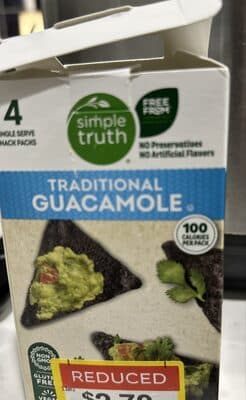 4
SINGLE SERVE
SNACK PACKS
simple
truth
FREE
FROM
NO Preservatives
NO Artificial Flavors
TRADITIONAL
GUACAMOLE
100
CALORIES
PER PACK
NON
GMO
GLUTEN
FREE
VEGAN
REDUCED